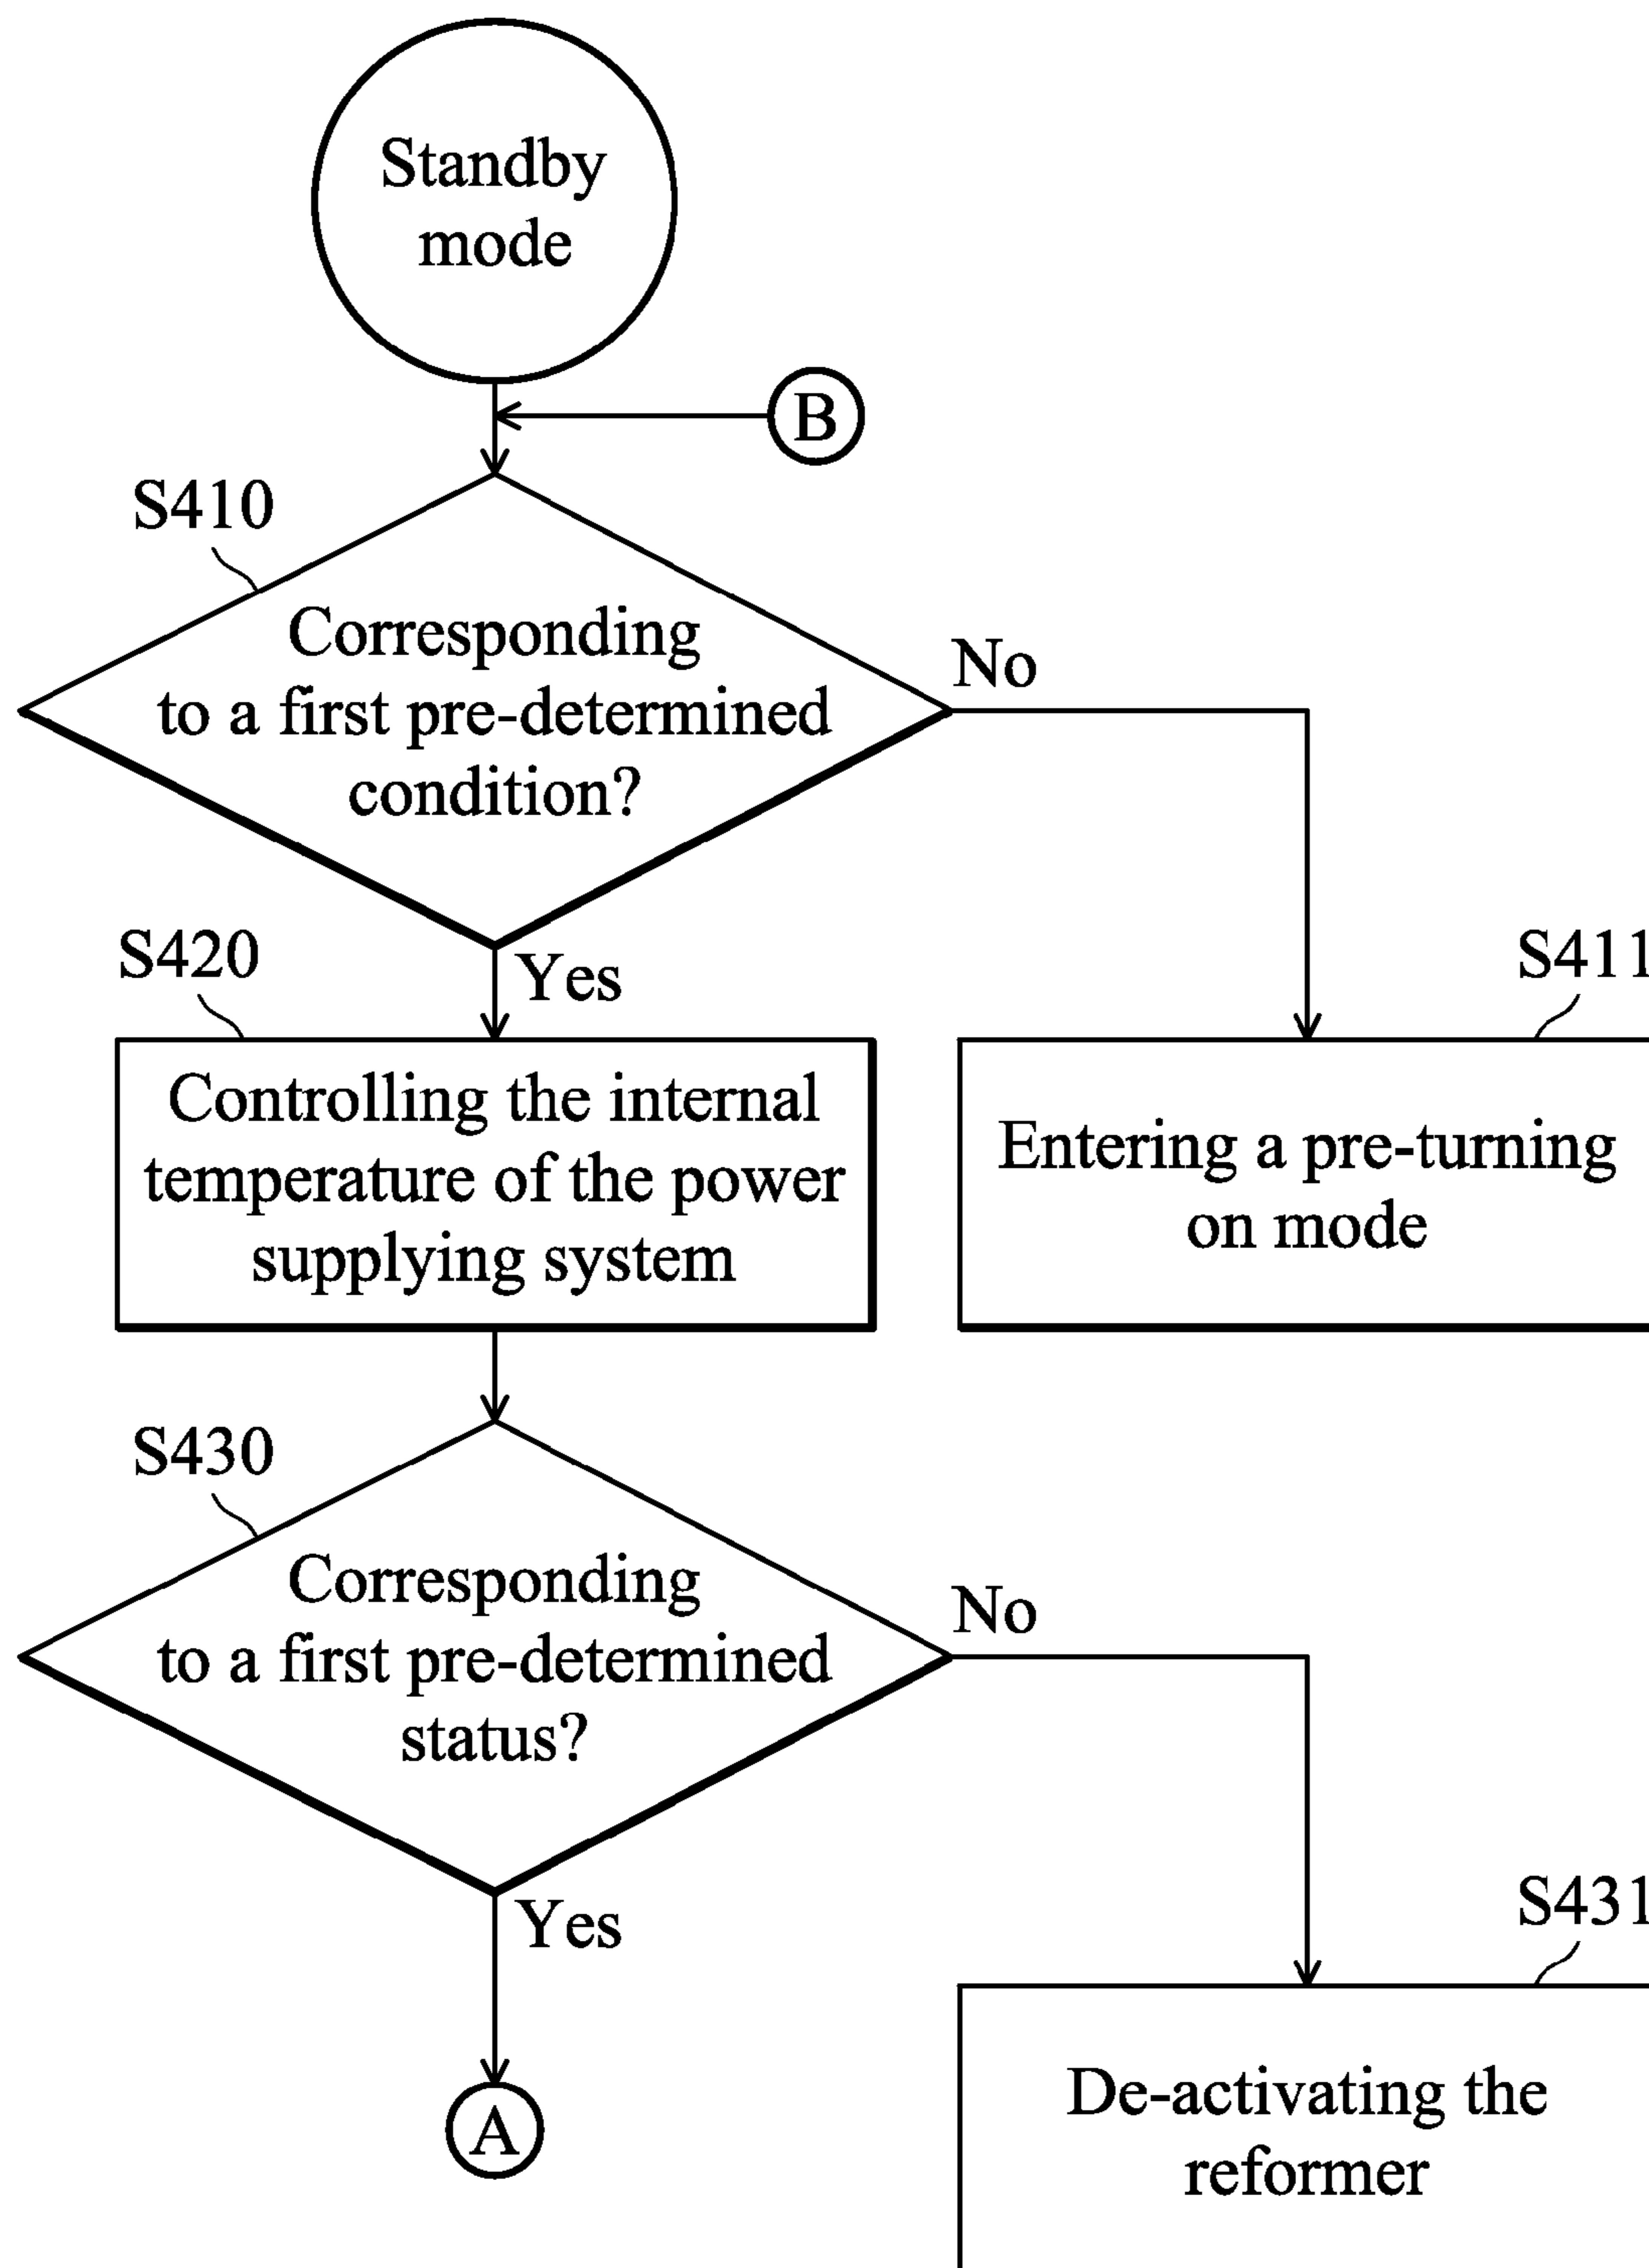 Standby
mode
B
S410
Corresponding
to a first pre-determined
condition?
No
Yes
S420
Controlling the internal
temperature of the power
supplying system
S411
Entering a pre-turning
on mode
S430
Corresponding
to a first pre-determined
status?
No
Yes
A
S431
De-activating the
reformer